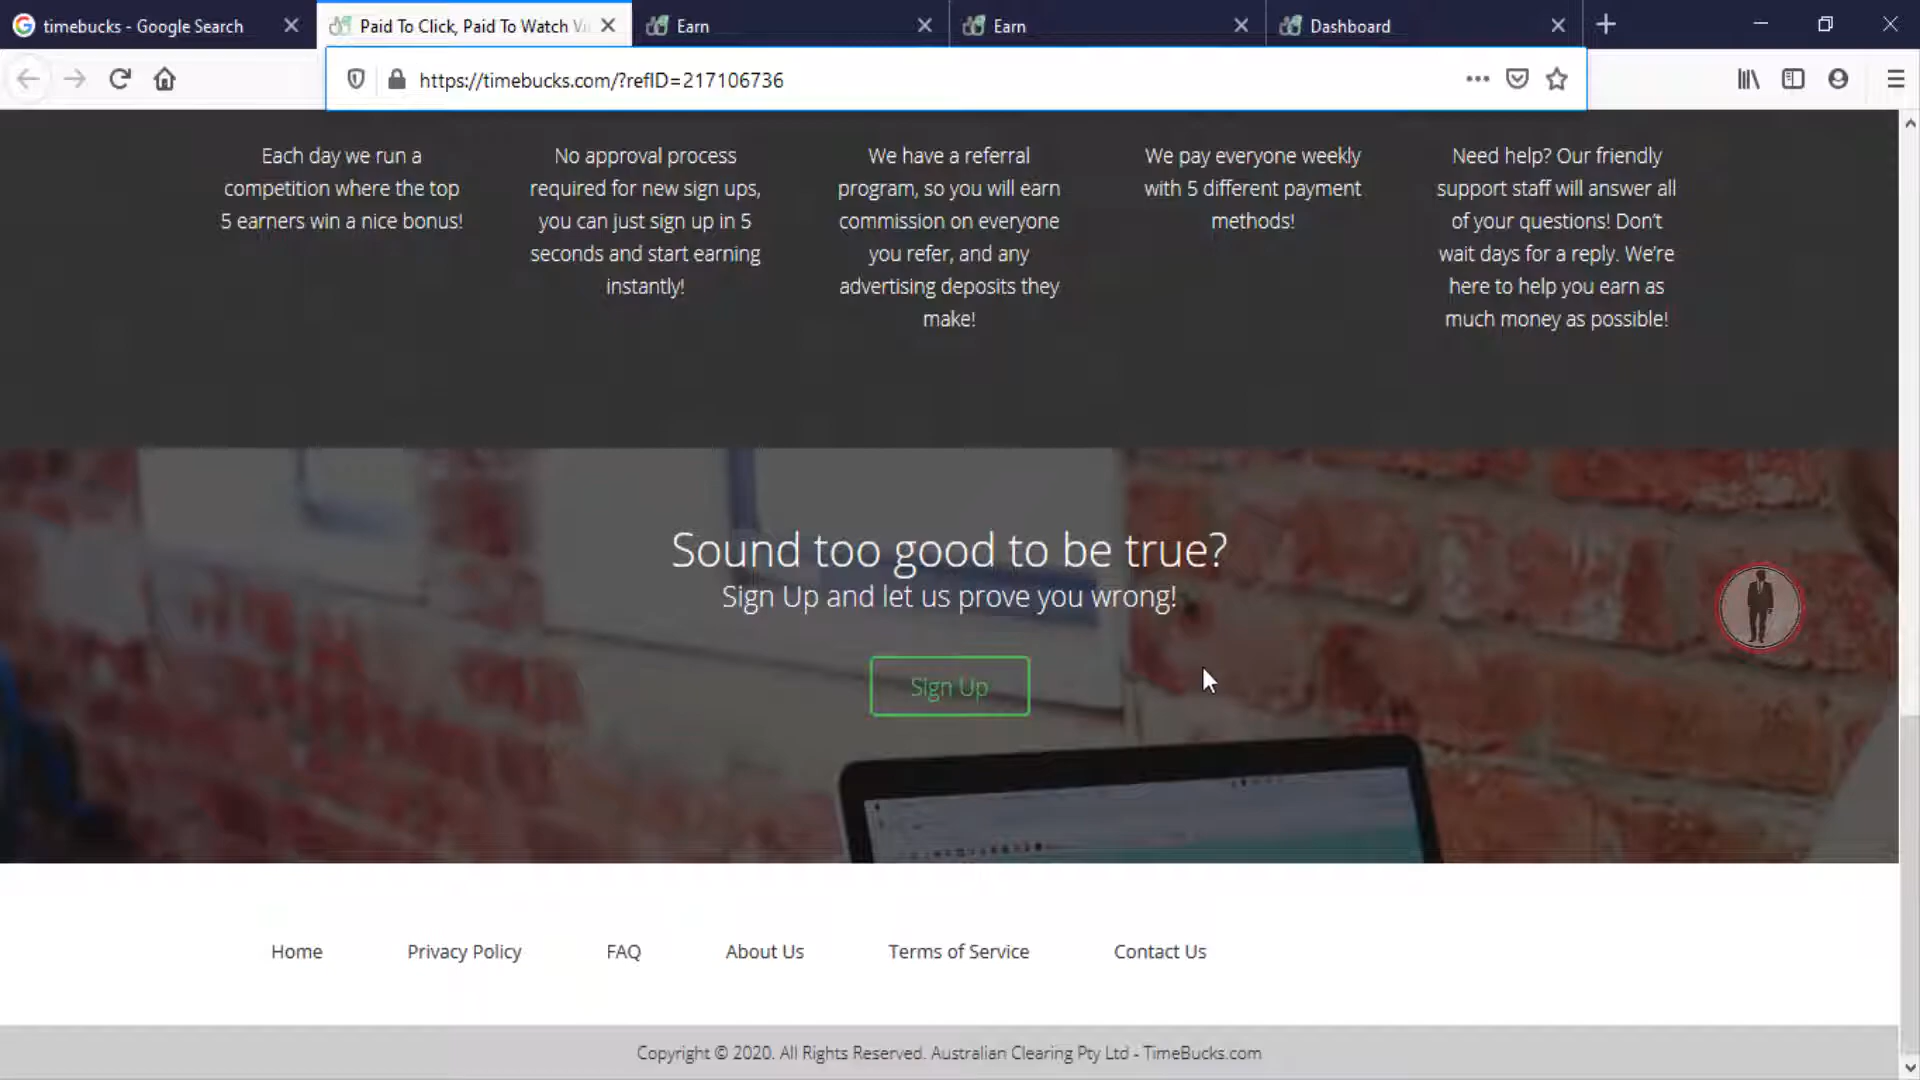 timebucks - Google Search
Paid To Click, Paid To Watch Vi
Earn
Earn
Dashboard
https://timebucks.com/?refID=217106736
Each day we run a
competition where the top
5 earners win a nice bonus!
No approval process
required for new sign ups,
you can just sign up in 5
seconds and start earning
instantly!
We have a referral
program, so you will earn
commission on everyone
you refer, and any
advertising deposits they
make!
We pay everyone weekly
with 5 different payment
methods!
Need help? Our friendly
support staff will answer all
of your questions! Don't
wait days for a reply. We're
here to help you earn as
much money as possible!
Sound too good to be true?
Sign Up and let us prove you wrong!
Sign Up
Home
Privacy Policy
FAQ
About Us
Terms of Service
Contact Us
Copyright © 2020. All Rights Reserved. Australian Clearing Pty Ltd - TimeBucks.com